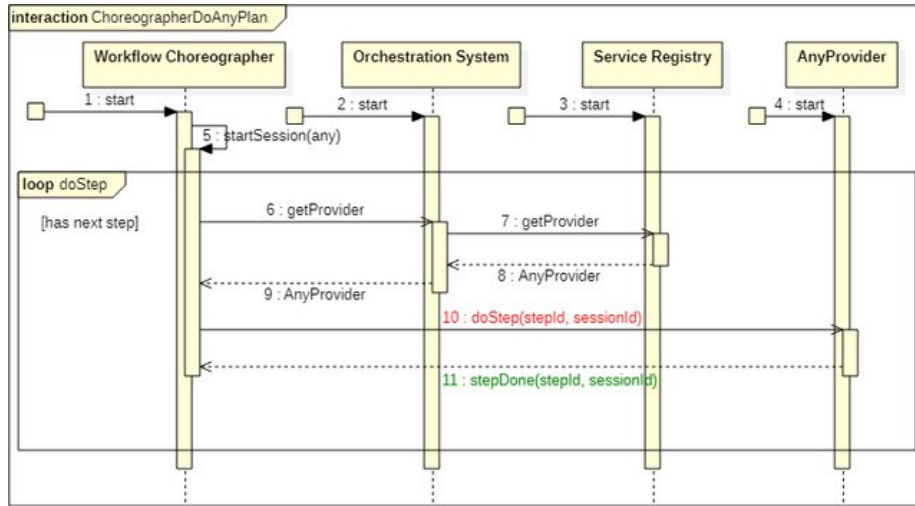 interaction ChoreographerDoAnyPlan
Workflow Choreographer
Orchestration System
Service Registry
AnyProvider
1 : start
2 : start
3 : start
4 : start
5 : startSession(any)
loop doStep
[has next step]
6 : getProvider
7 : getProvider
8 : AnyProvider
9 : AnyProvider
10 : doStep(stepId, sessionId)
11 : stepDone(stepId, sessionId)